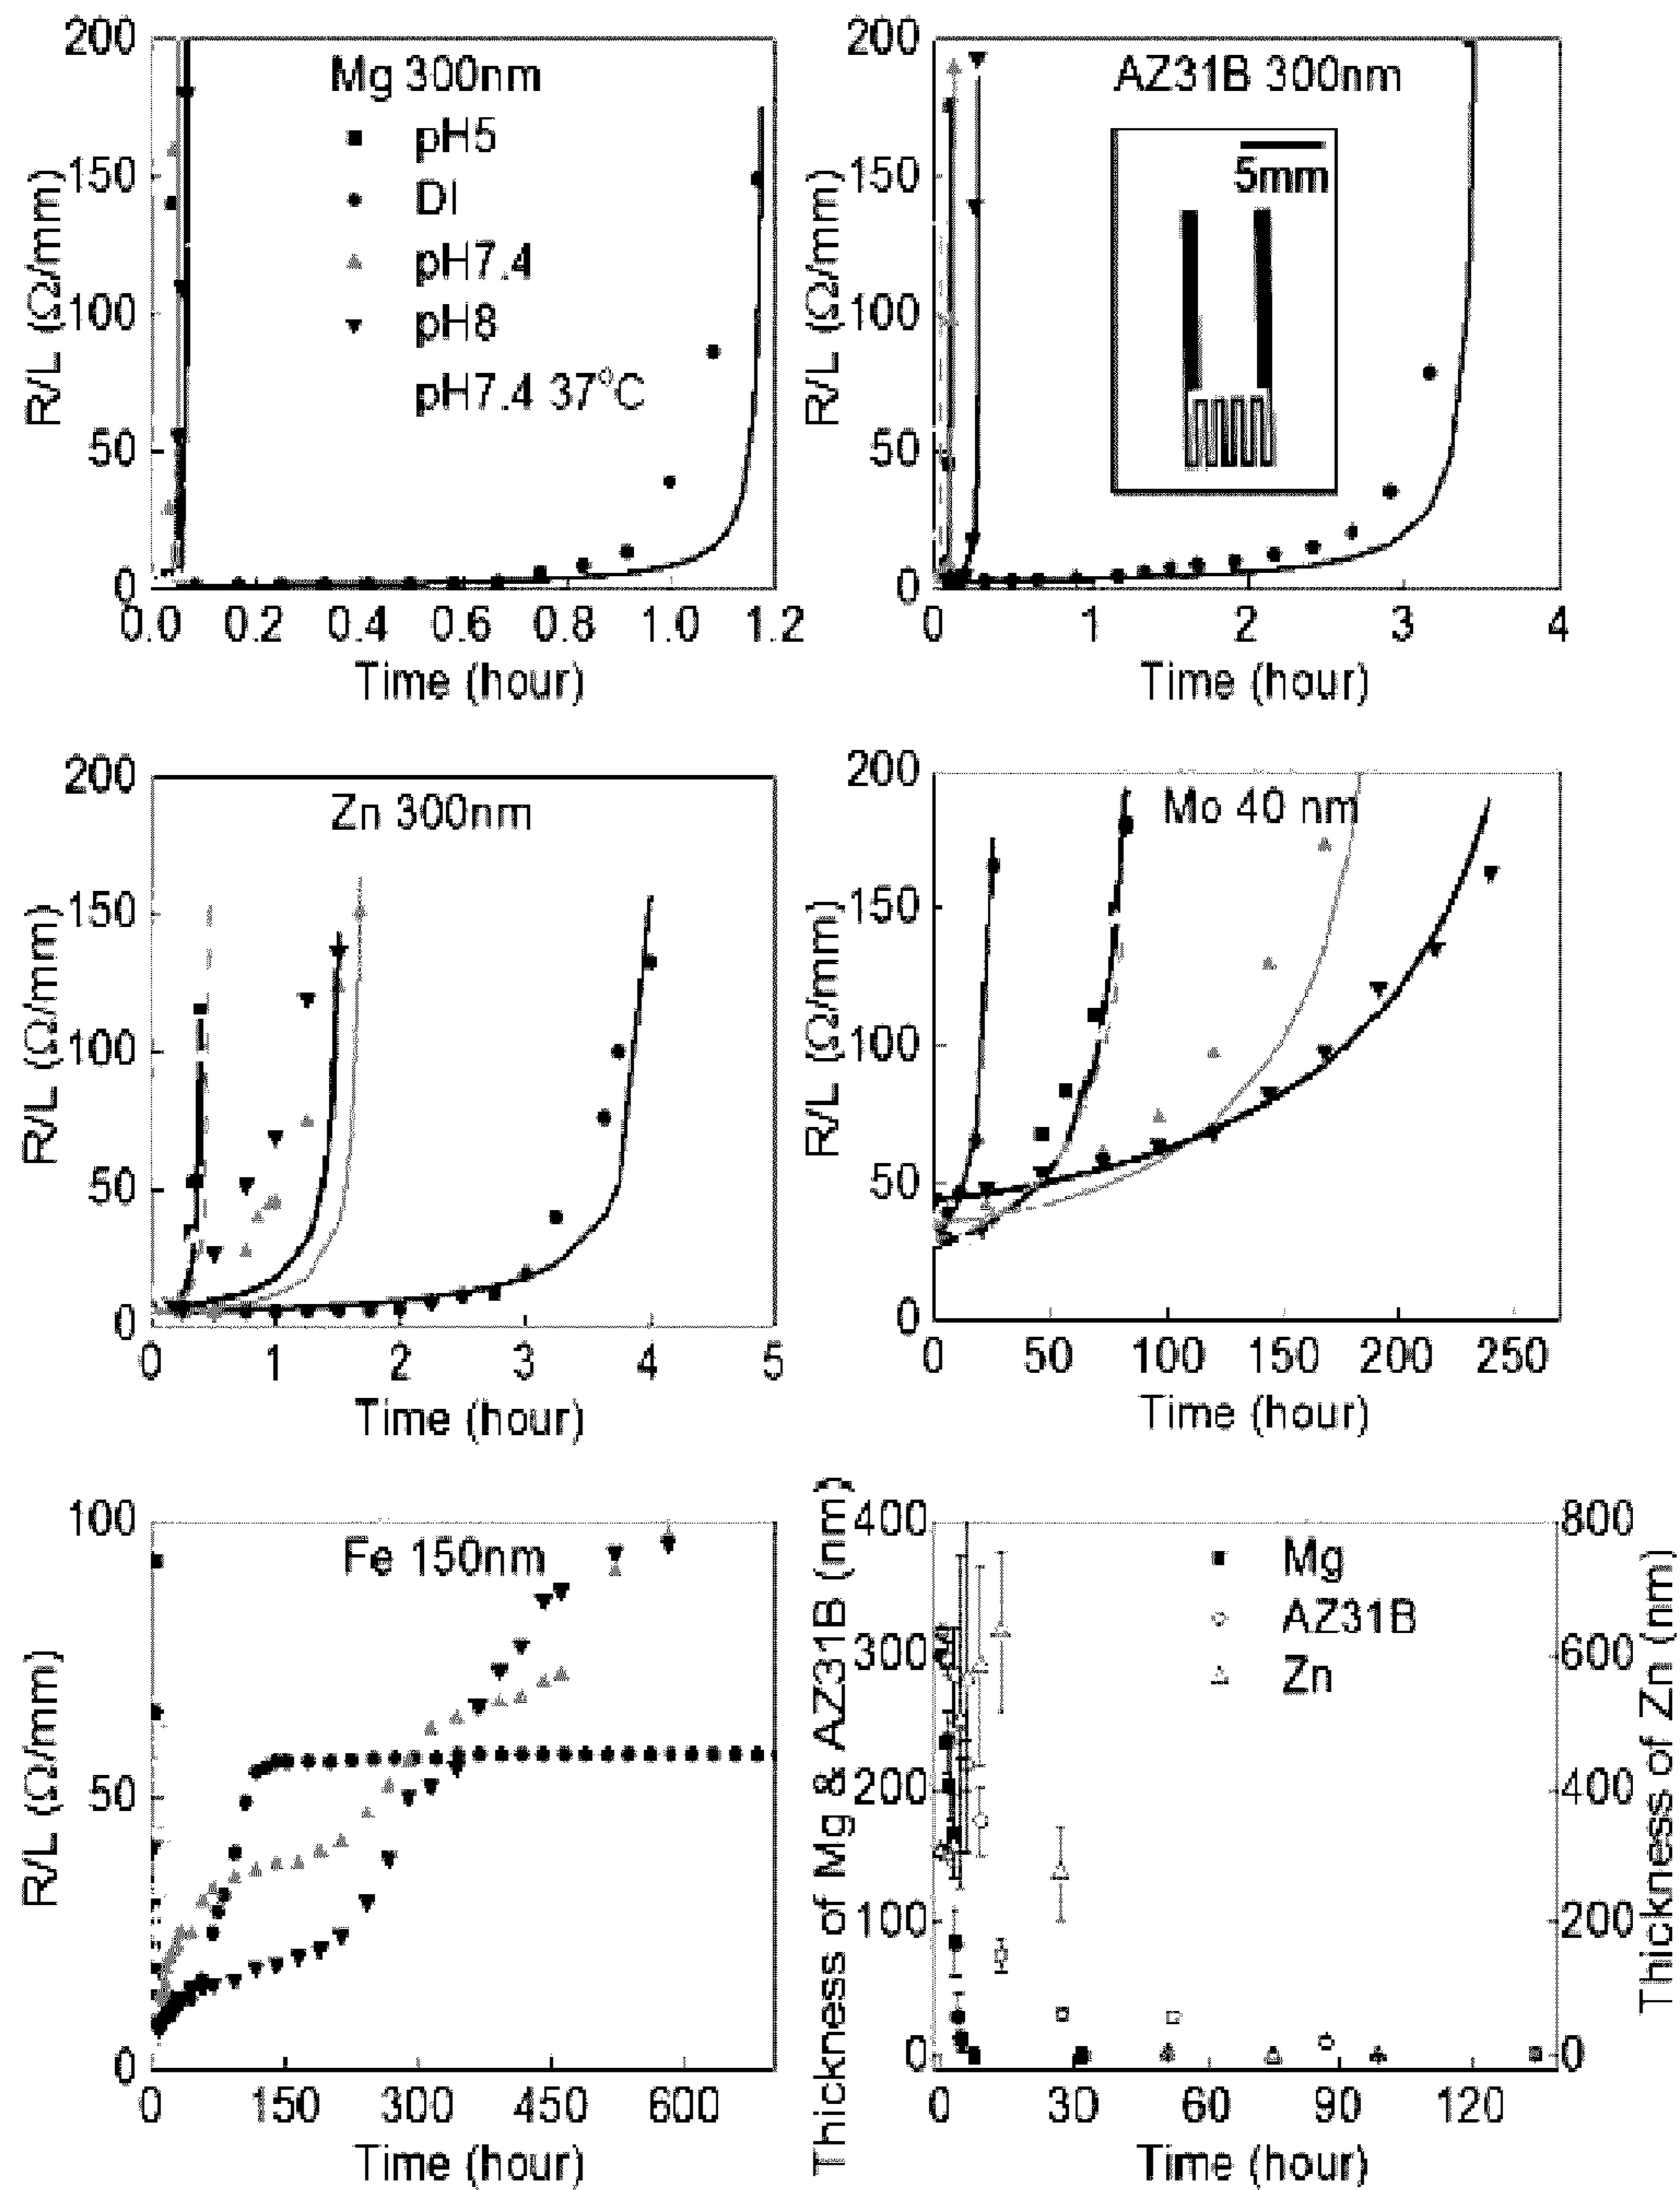 Mg 300nm
pH5
DI
pH7.4
pH8
pH7.4 37°C
R/L (Ω/mm)
200
150
100
50
0
0.0 0.2 0.4 0.6 0.8 1.0 1.2
Time (hour)
AZ31B 300nm
5mm
R/L (Ω/mm)
200
150
100
50
0
0 1 2 3 4
Time (hour)
Zn 300nm
R/L (Ω/mm)
200
150
100
50
0
0 1 2 3 4 5
Time (hour)
Mo 40 nm
R/L (Ω/mm)
200
150
100
50
0
0 50 100 150 200 250
Time (hour)
Fe 150nm
R/L (Ω/mm)
100
50
0
0 150 300 450 600
Time (hour)
Mg
AZ31B
Zn
Thickness of Mg & AZ31B (nm)
400
300
200
100
0
800
600
400
200
0
Thickness of Zn (nm)
0 30 60 90 120
Time (hour)